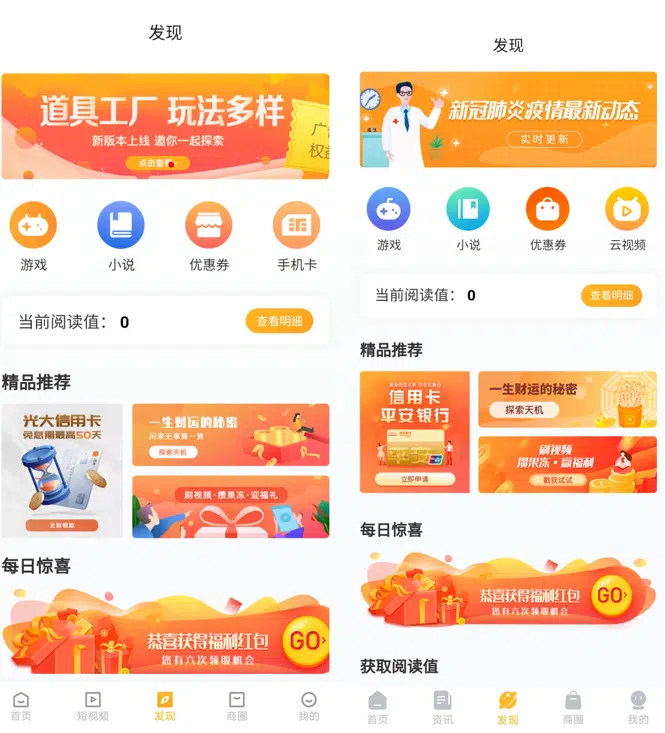 发现
道具工厂 玩法多样
新版本上线 邀你一起探索
点击查看
游戏
小说
优惠券
手机卡
当前阅读值： 0
查看明细
精品推荐
光大信用卡
免息期最高50天
立即领取
一生财运的秘密
闲来无事算一算
探索天机
刷视频·攒果冻·迎福礼
每日惊喜
恭喜获得福利红包
您有六次领取机会
GO
首页
短视频
发现
商圈
我的
发现
新冠肺炎疫情最新动态
实时更新
游戏
小说
优惠券
云视频
当前阅读值： 0
查看明细
精品推荐
信用卡
平安银行
立即申请
一生财运的秘密
探索天机
刷视频
攒果冻·赢福利
戳我试试
每日惊喜
恭喜获得福利红包
您有六次领取机会
GO
获取阅读值
首页
资讯
发现
商圈
我的